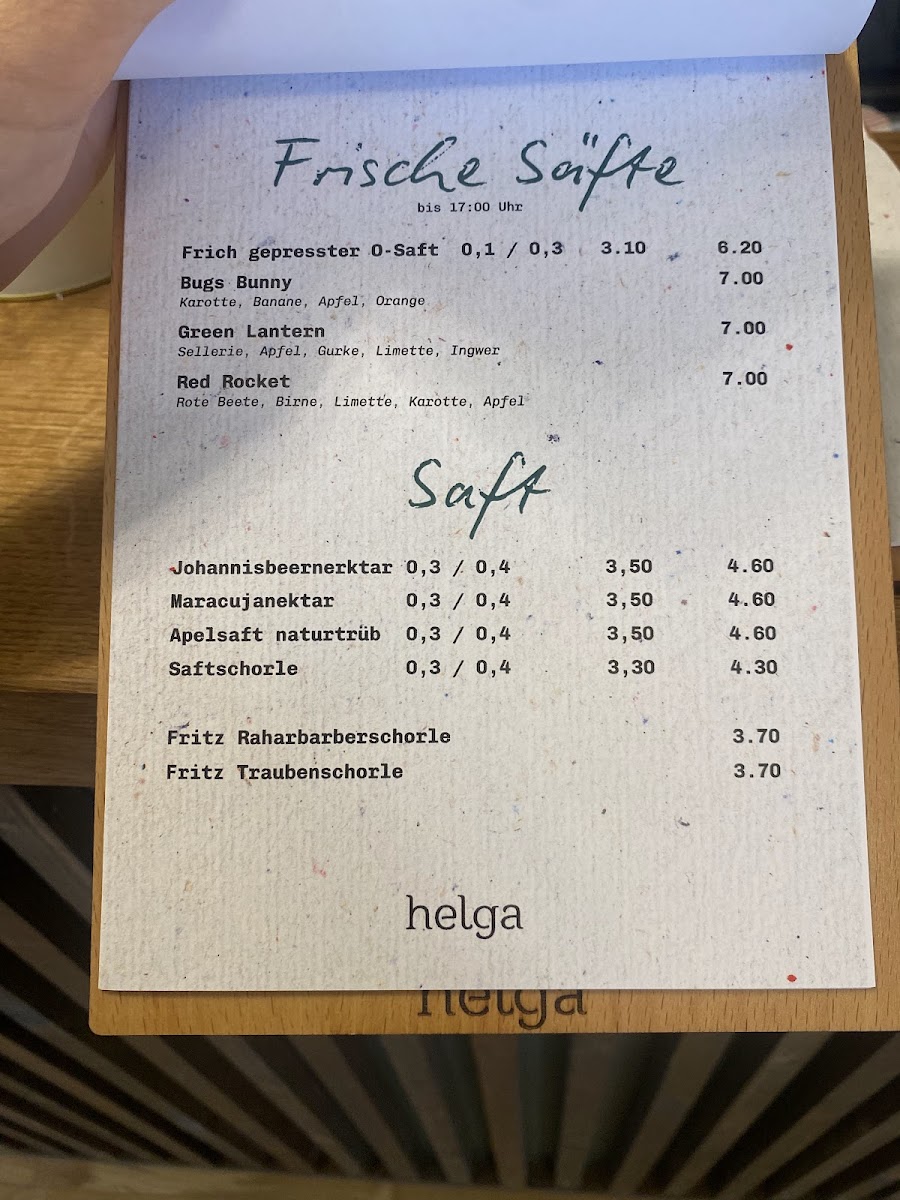 Frische Säfte
bis 17:00 Uhr
Frich gepresster O-Saft 0,1 / 0,3 3.10 6.20
Bugs Bunny 7.00
Karotte, Banane, Apfel, Orange
Green Lantern 7.00
Sellerie, Apfel, Gurke, Limette, Ingwer
Red Rocket 7.00
Rote Beete, Birne, Limette, Karotte, Apfel
Saft
Johannisbeernerktar 0,3 / 0,4 3,50 4.60
Maracujanektar 0,3 / 0,4 3,50 4.60
Apelsaft naturtrüb 0,3 / 0,4 3,50 4.60
Saftschorle 0,3 / 0,4 3,30 4.30
Fritz Raharbarberschorle 3.70
Fritz Traubenschorle 3.70
helga
helga